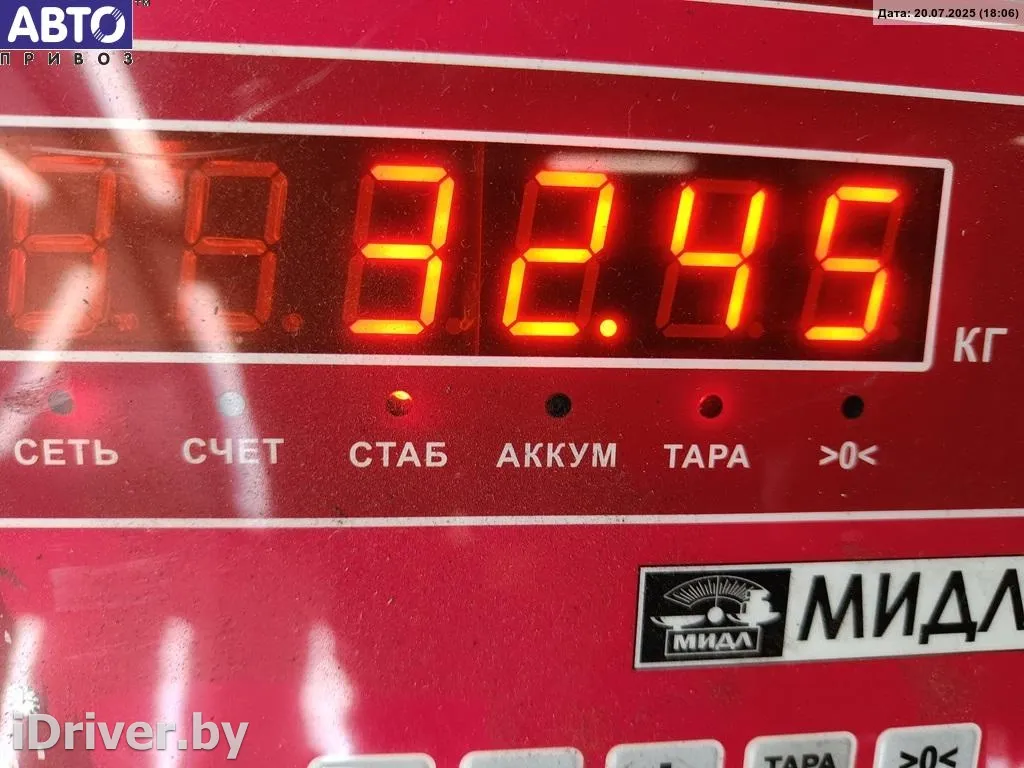 АВТО
ПРИВОЗ
Дата: 20.07.2025 (18:06)
32.45
КГ
СЕТЬ СЧЕТ СТАБ АККУМ ТАРА >0<
МИДЛ МИДЛ
iDriver.by
ТАРА >0<